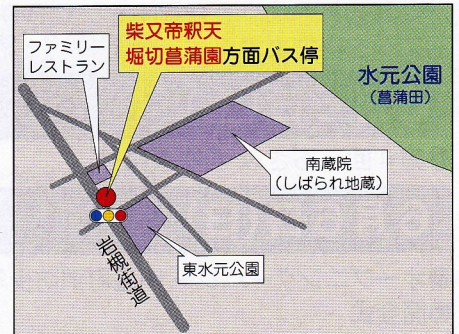 ファミリー
レストラン
柴又帝釈天
堀切菖蒲園方面バス停
水元公園
(菖蒲田)
南蔵院
(しばられ地蔵)
東水元公園
岩槻街道